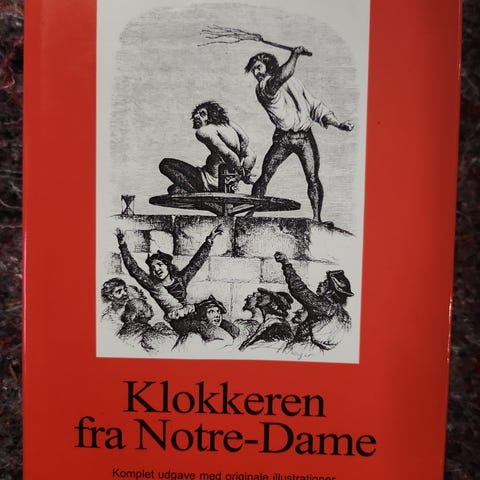 Klokkeren
fra Notre-Dame
Komplet udgave med originale illustrationer